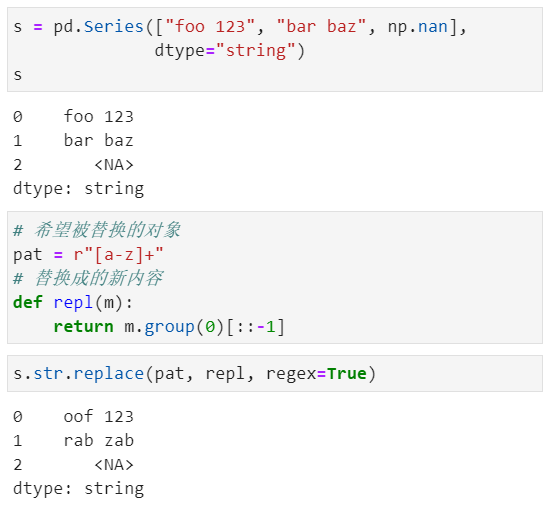 s = pd.Series(["foo 123", "bar baz", np.nan],
              dtype="string")
s
0    foo 123
1    bar baz
2       <NA>
dtype: string
# 希望被替换的对象
pat = r"[a-z]+"
# 替换成的新内容
def repl(m):
    return m.group(0)[::-1]
s.str.replace(pat, repl, regex=True)
0    oof 123
1    rab zab
2       <NA>
dtype: string